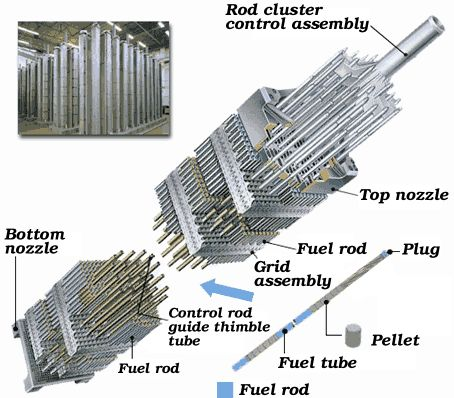 Rod cluster
control assembly
Top nozzle
Bottom
nozzle
Fuel rod
Grid
assembly
Plug
Control rod
guide thimble
tube
Fuel rod
Pellet
Fuel tube
Fuel rod